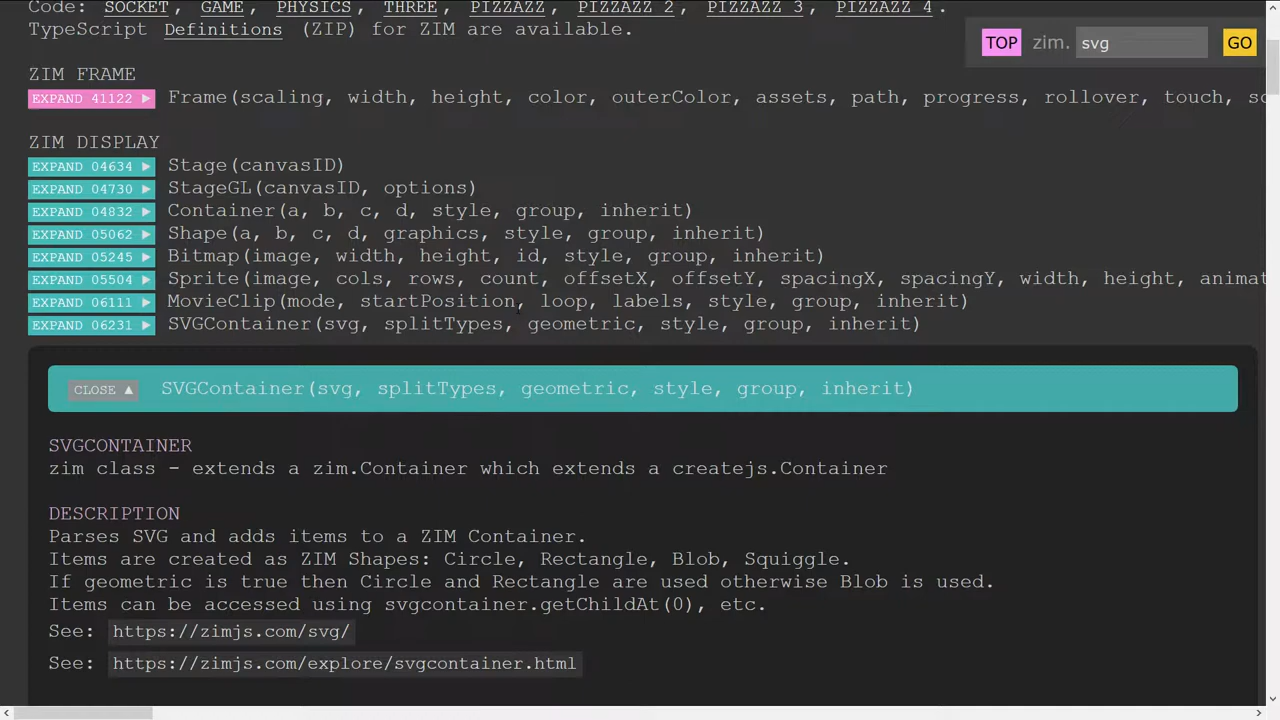 Code: SOCKET, GAME, PHYSICS, THREE, PIZZAZZ, PIZZAZZ 2, PIZZAZZ 3, PIZZAZZ 4.
TypeScript Definitions (ZIP) for ZIM are available.
TOP zim. svg GO
ZIM FRAME
EXPAND 41122 ▶ Frame(scaling, width, height, color, outerColor, assets, path, progress, rollover, touch,
ZIM DISPLAY
EXPAND 04634 ▶ Stage(canvasID)
EXPAND 04730 ▶ StageGL(canvasID, options)
EXPAND 04832 ▶ Container(a, b, c, d, style, group, inherit)
EXPAND 05062 ▶ Shape(a, b, c, d, graphics, style, group, inherit)
EXPAND 05245 ▶ Bitmap(image, width, height, id, style, group, inherit)
EXPAND 05504 ▶ Sprite(image, cols, rows, count, offsetX, offsetY, spacingX, spacingY, width, height, animat
EXPAND 06111 ▶ MovieClip(mode, startPosition, loop, labels, style, group, inherit)
EXPAND 06231 ▶ SVGContainer(svg, splitTypes, geometric, style, group, inherit)
CLOSE ▲ SVGContainer(svg, splitTypes, geometric, style, group, inherit)
SVGCONTAINER
zim class - extends a zim.Container which extends a createjs.Container
DESCRIPTION
Parses SVG and adds items to a ZIM Container.
Items are created as ZIM Shapes: Circle, Rectangle, Blob, Squiggle.
If geometric is true then Circle and Rectangle are used otherwise Blob is used.
Items can be accessed using svgcontainer.getChildAt(0), etc.
See: https://zimjs.com/svg/
See: https://zimjs.com/explore/svgcontainer.html